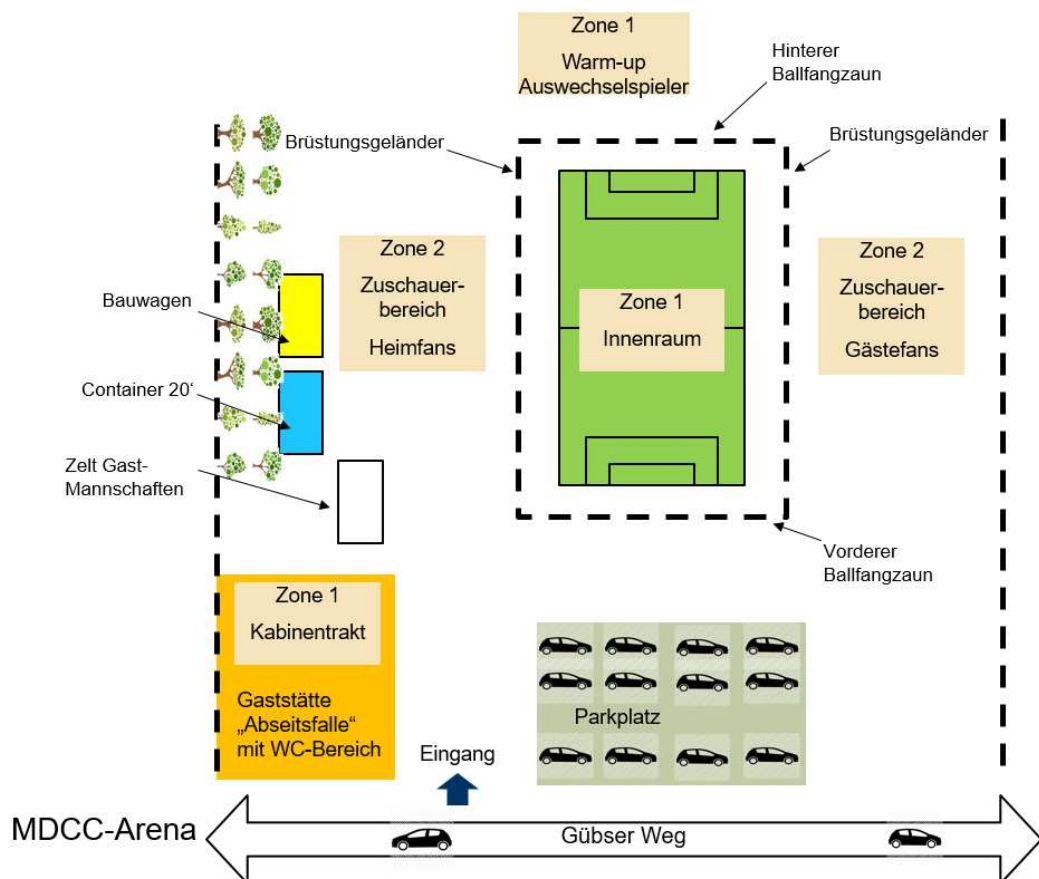 Zone 1
Warm-up
Auswechselspieler
Hinterer
Ballfangzaun
Brüstungsgeländer
Brüstungsgeländer
Zone 2
Zuschauer-
bereich
Heimfans
Zone 1
Innenraum
Zone 2
Zuschauer-
bereich
Gästefans
Bauwagen
Container 20‘
Zelt Gast-
Mannschaften
Vorderer
Ballfangzaun
Zone 1
Kabinentrakt
Gaststätte
„Abseitsfalle“
mit WC-Bereich
Parkplatz
Eingang
MDCC-Arena
Gübser Weg